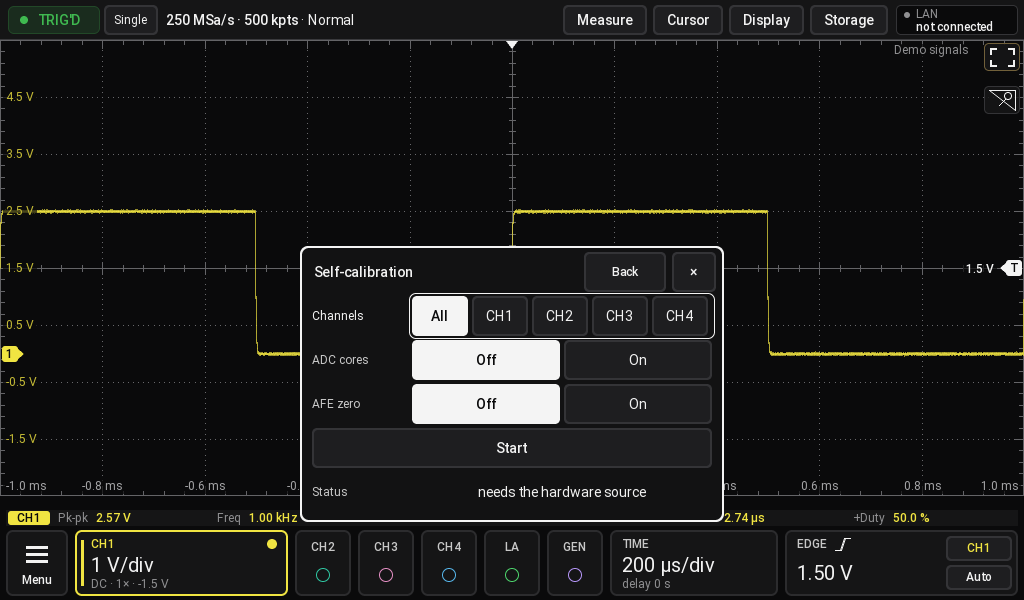 TRIG'D Single 250 MSa/s · 500 kpts · Normal Measure Cursor Display Storage LAN
not connected
Demo signals
4.5 V
3.5 V
2.5 V
1.5 V
1.5 V T
0.5 V
1
-0.5 V
-1.5 V
-1.0 ms -0.8 ms -0.6 ms 0.6 ms 0.8 ms 1.0 ms
Self-calibration Back ×
Channels All CH1 CH2 CH3 CH4
ADC cores Off On
AFE zero Off On
Start
Status needs the hardware source
CH1 Pk-pk 2.57 V Freq 1.00 kHz 2.74 µs +Duty 50.0 %
Menu
CH1
1 V/div
DC · 1× · -1.5 V
CH2 CH3 CH4 LA GEN
TIME
200 µs/div
delay 0 s
EDGE
1.50 V
CH1
Auto